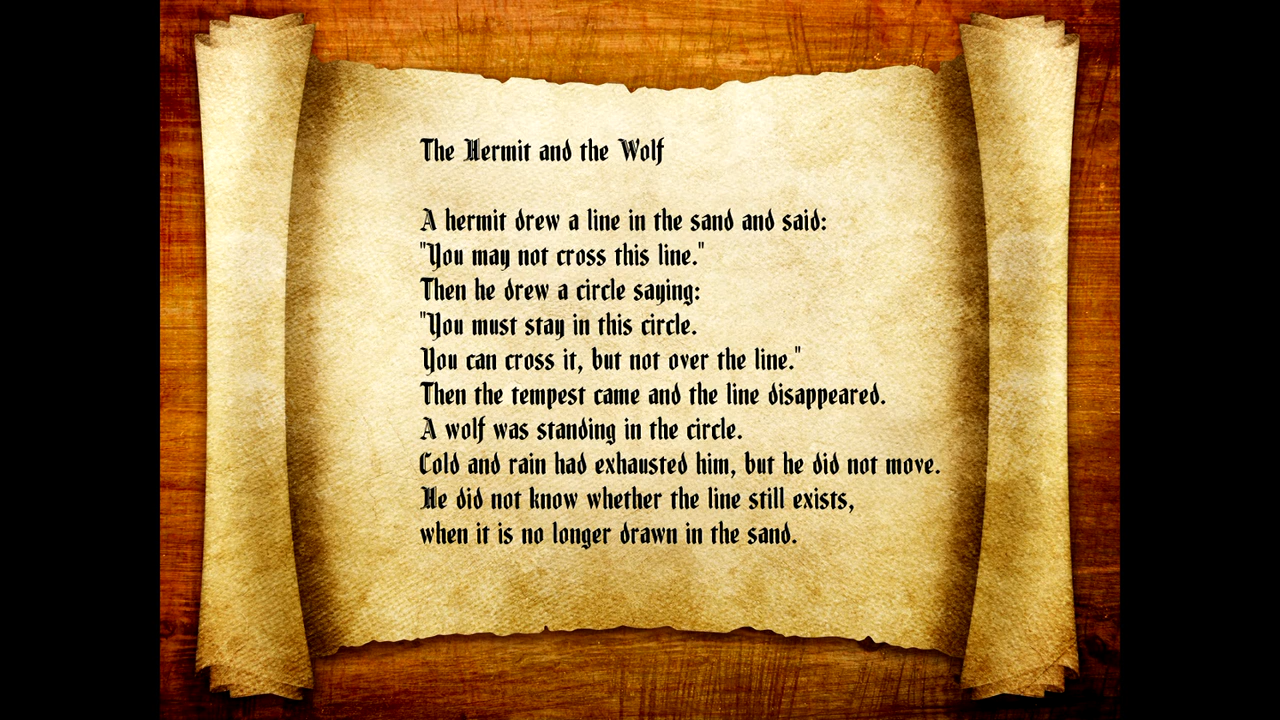 The Hermit and the Wolf
A hermit drew a line in the sand and said:
"You may not cross this line."
Then he drew a circle saying:
"You must stay in this circle.
You can cross it, but not over the line."
Then the tempest came and the line disappeared.
A wolf was standing in the circle.
Cold and rain had exhausted him, but he did not move.
He did not know whether the line still exists,
when it is no longer drawn in the sand.